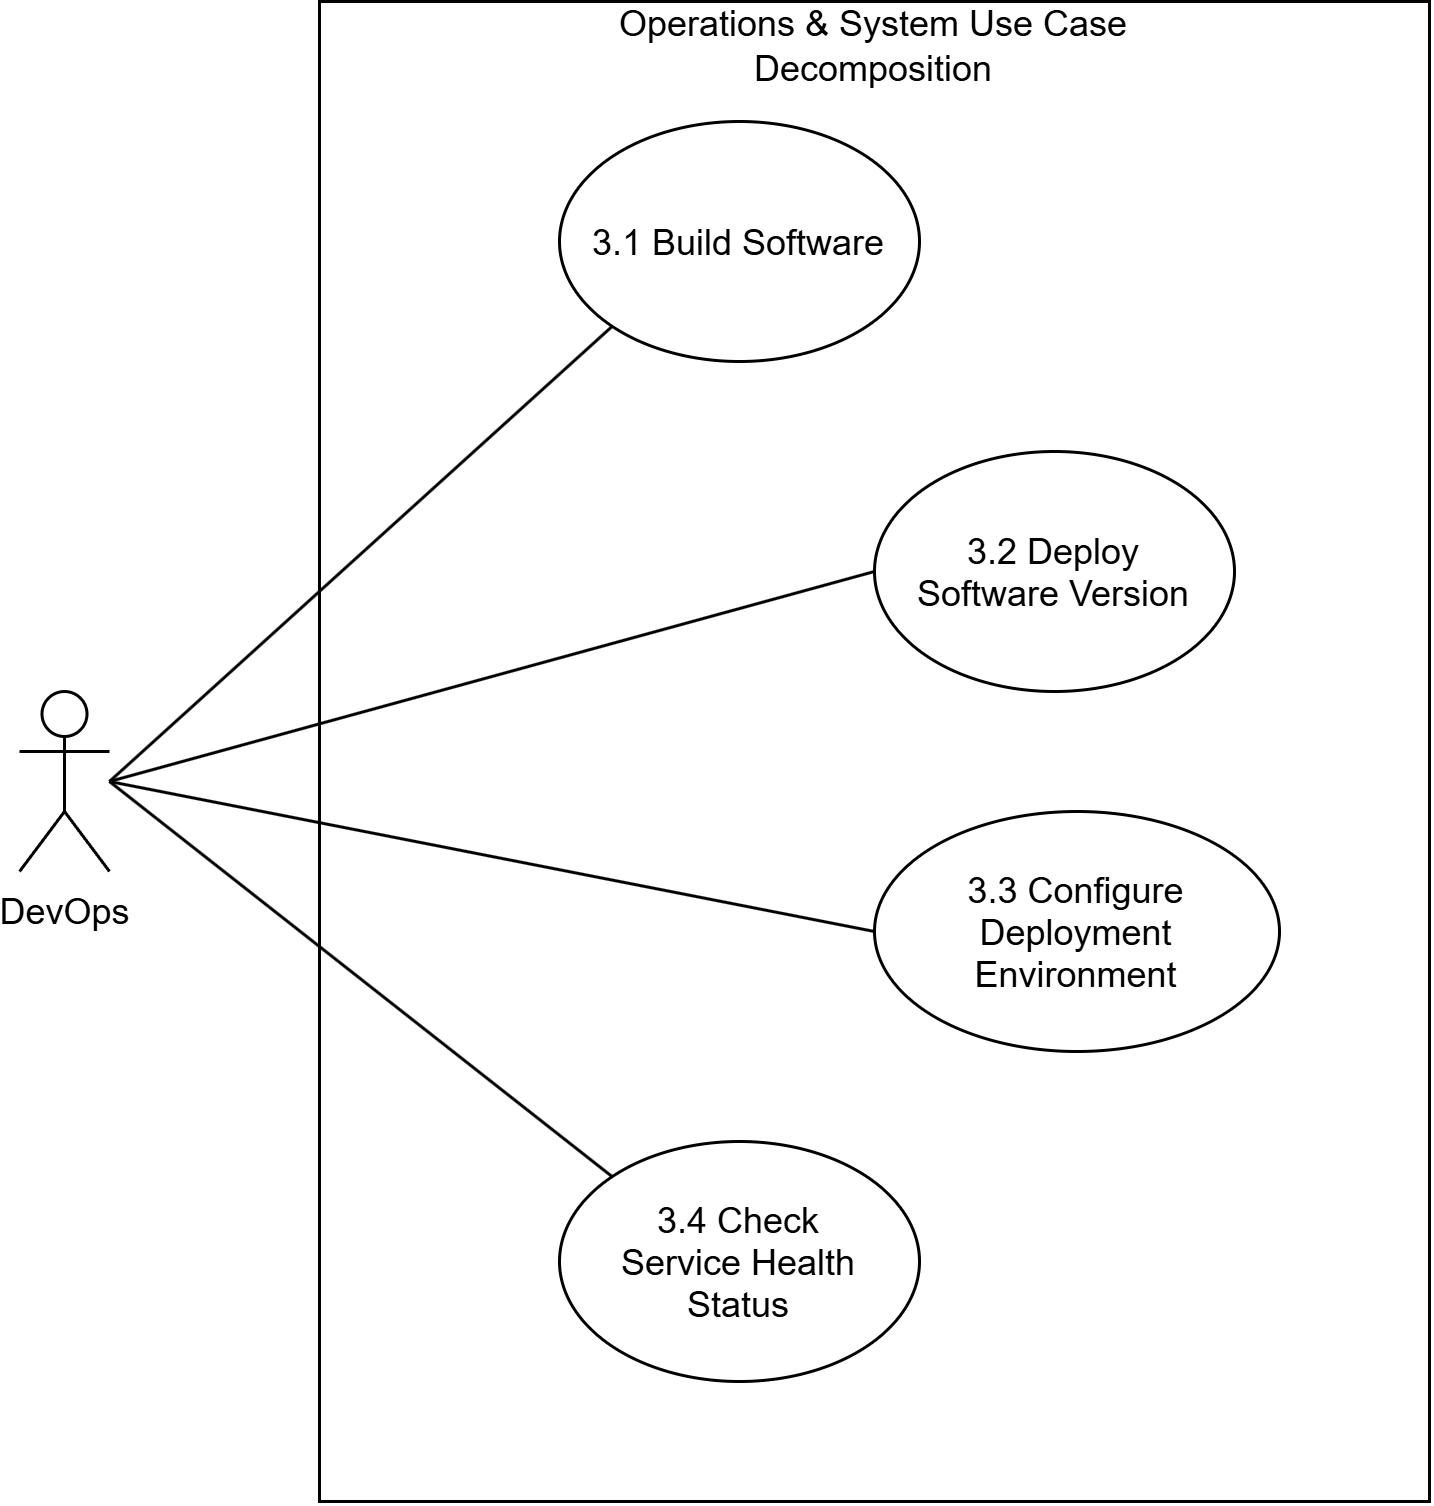 Operations & System Use Case
Decomposition
3.1 Build Software
3.2 Deploy
Software Version
DevOps
3.3 Configure
Deployment
Environment
3.4 Check
Service Health
Status